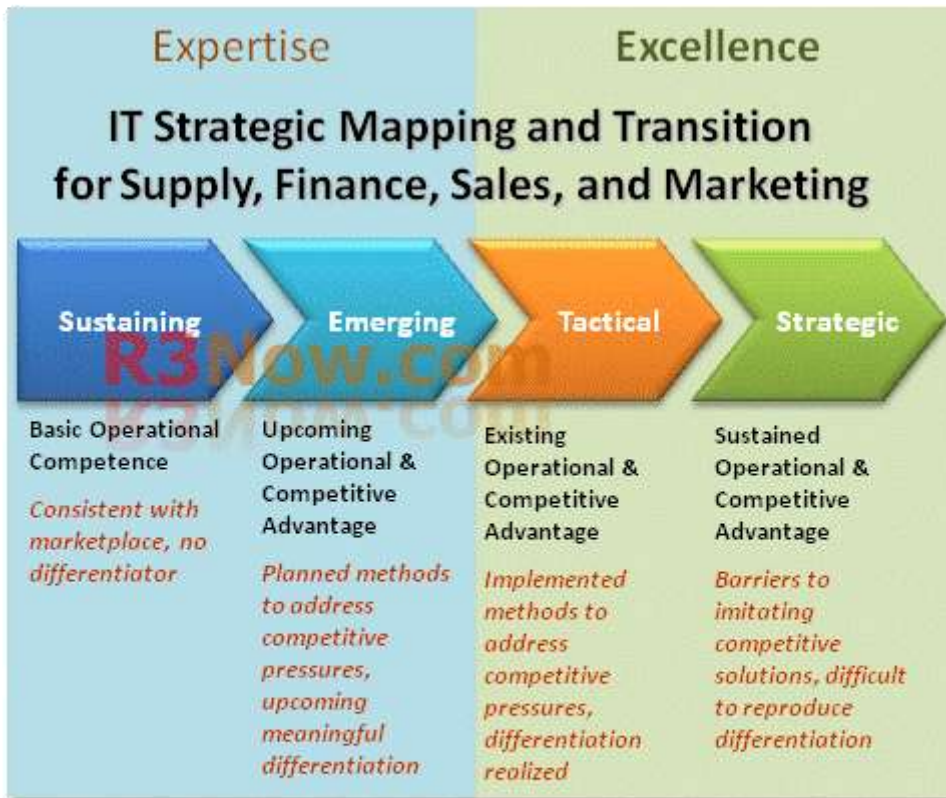 Expertise
Excellence
IT Strategic Mapping and Transition
for Supply, Finance, Sales, and Marketing
Sustaining
Emerging
Tactical
Strategic
R3Now.com
Basic Operational
Competence
Consistent with
marketplace, no
differentiator
Upcoming
Operational &
Competitive
Advantage
Planned methods
to address
competitive
pressures,
upcoming
meaningful
differentiation
Existing
Operational &
Competitive
Advantage
Implemented
methods to
address
competitive
pressures,
differentiation
realized
Sustained
Operational &
Competitive
Advantage
Barriers to
imitating
competitive
solutions, difficult
to reproduce
differentiation